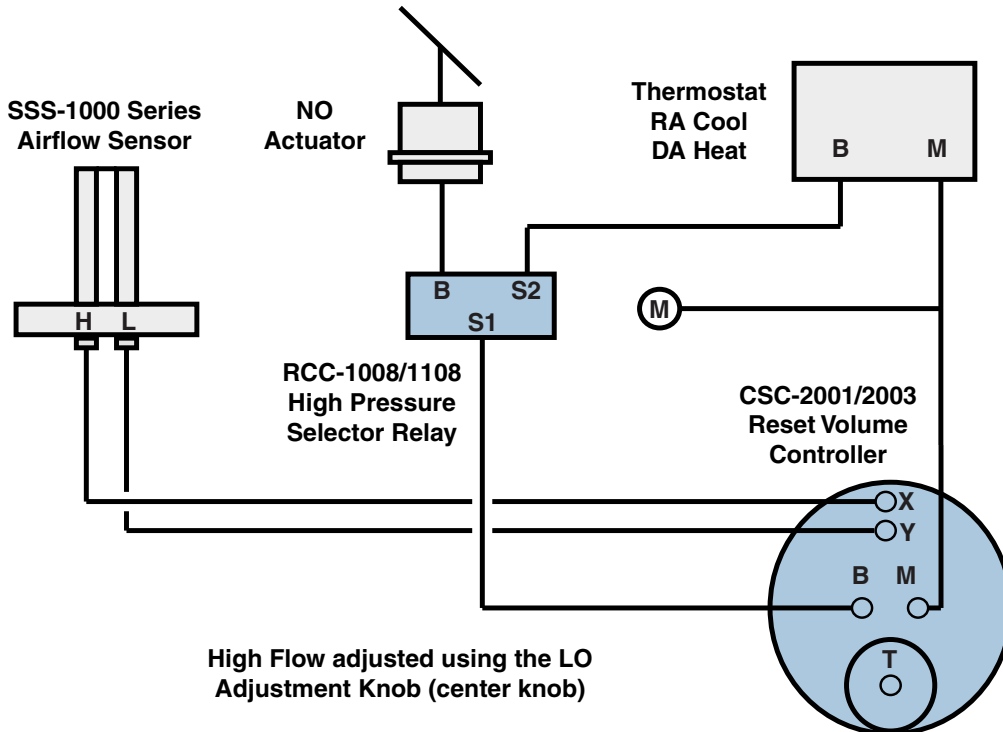 SSS-1000 Series
Airflow Sensor
NO
Actuator
Thermostat
RA Cool
DA Heat
B M
H L
B S2
S1
M
RCC-1008/1108
High Pressure
Selector Relay
CSC-2001/2003
Reset Volume
Controller
X
Y
B M
T
High Flow adjusted using the LO
Adjustment Knob (center knob)